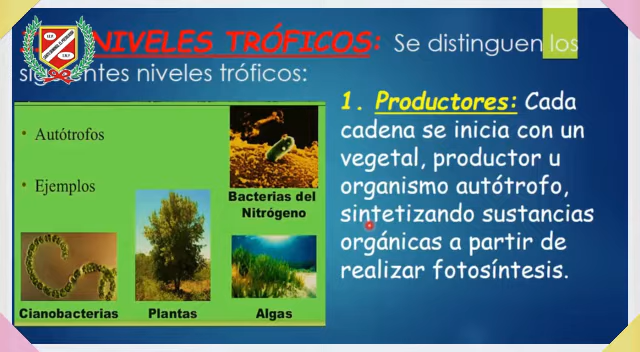 NIVELES TRÓFICOS: Se distinguen los
siguientes niveles tróficos:
• Autótrofos
• Ejemplos
Bacterias del
Nitrógeno
Cianobacterias
Plantas
Algas
1. Productores: Cada
cadena se inicia con un
vegetal, productor u
organismo autótrofo,
sintetizando sustancias
orgánicas a partir de
realizar fotosíntesis.